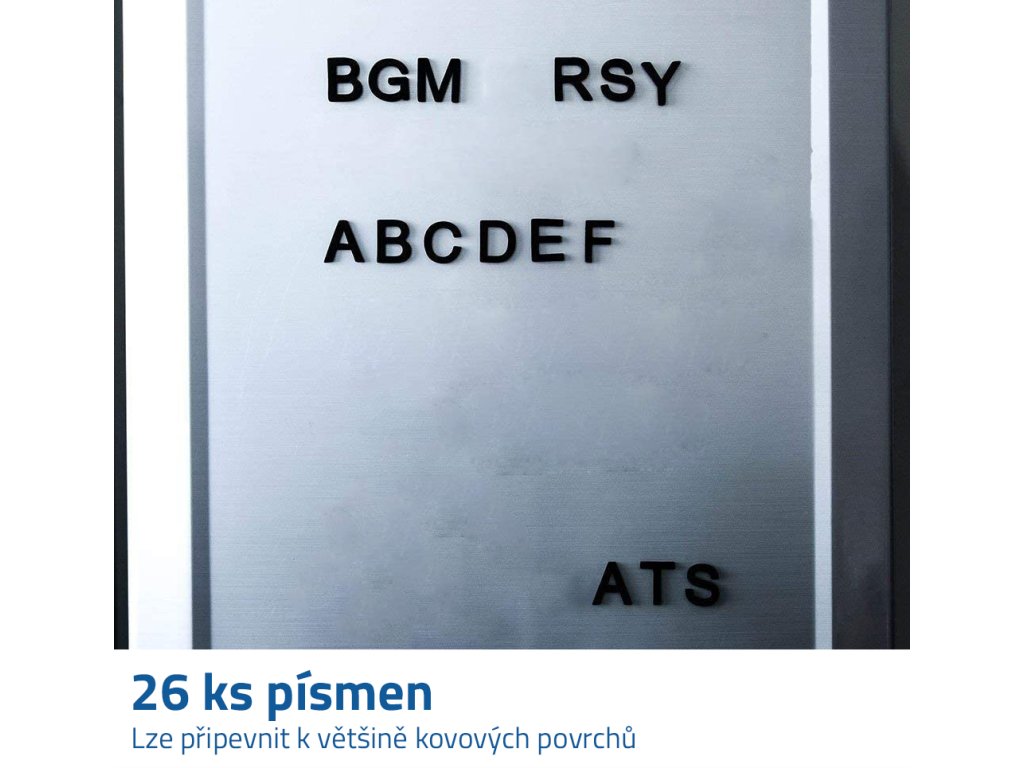 BGM RSY
ABCDEF
ATS
26 ks písmen
Lze připevnit k většině kovových povrchů